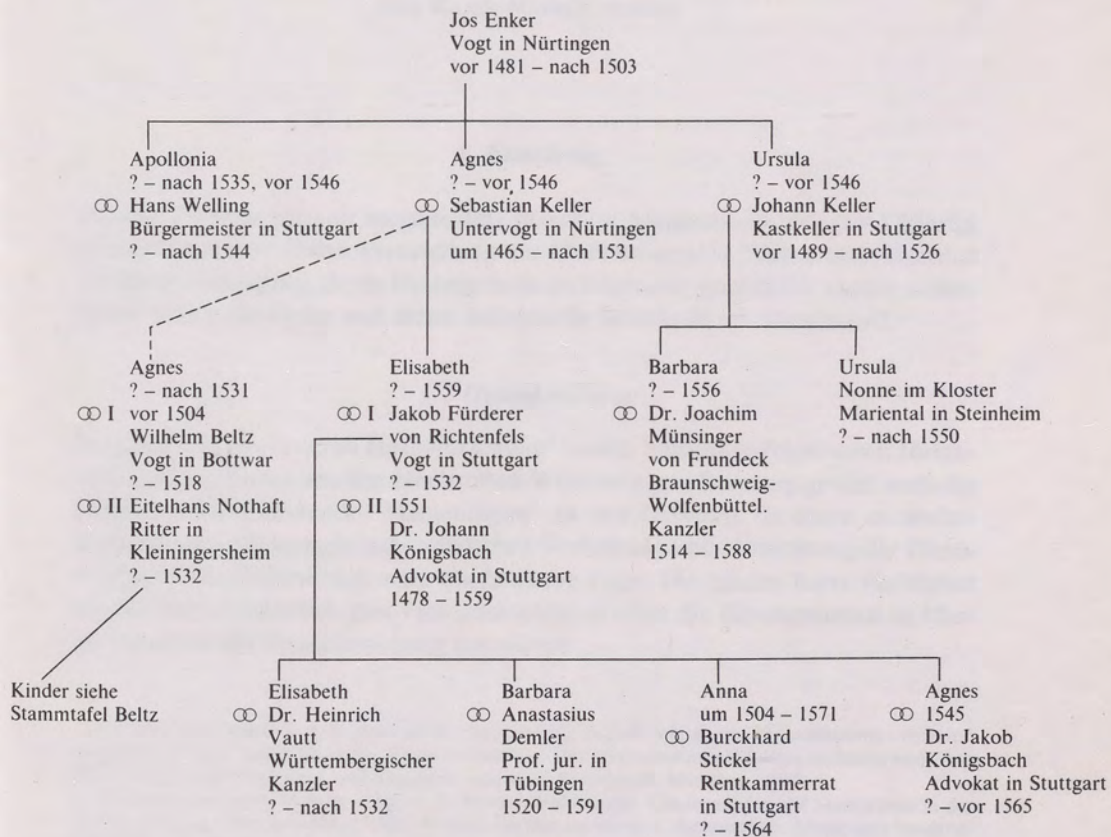 Jos Enker
Vogt in Nürtingen
vor 1481 – nach 1503
Apollonia
? – nach 1535, vor 1546
⚭ Hans Welling
Bürgermeister in Stuttgart
? – nach 1544
Agnes
? – vor 1546
⚭ Sebastian Keller
Untervogt in Nürtingen
um 1465 – nach 1531
Ursula
? – vor 1546
⚭ Johann Keller
Kastkeller in Stuttgart
vor 1489 – nach 1526
Agnes
? – nach 1531
⚭ I vor 1504
Wilhelm Beltz
Vogt in Bottwar
? – 1518
⚭ II Eitelhans Nothaft
Ritter in
Kleiningersheim
? – 1532
Elisabeth
? – 1559
⚭ I Jakob Fürderer
von Richtenfels
Vogt in Stuttgart
? – 1532
⚭ II 1551
Dr. Johann
Königsbach
Advokat in Stuttgart
1478 – 1559
Barbara
? – 1556
⚭ Dr. Joachim
Münsinger
von Frundeck
Braunschweig-
Wolfenbüttel.
Kanzler
1514 – 1588
Ursula
Nonne im Kloster
Mariental in Steinheim
? – nach 1550
Kinder siehe
Stammtafel Beltz
Elisabeth
⚭ Dr. Heinrich
Vautt
Württembergischer
Kanzler
? – nach 1532
Barbara
⚭ Anastasius
Demler
Prof. jur. in
Tübingen
1520 – 1591
Anna
um 1504 – 1571
⚭ Burckhard
Stickel
Rentkammerrat
in Stuttgart
? – 1564
Agnes
⚭ 1545
Dr. Jakob
Königsbach
Advokat in Stuttgart
? – vor 1565